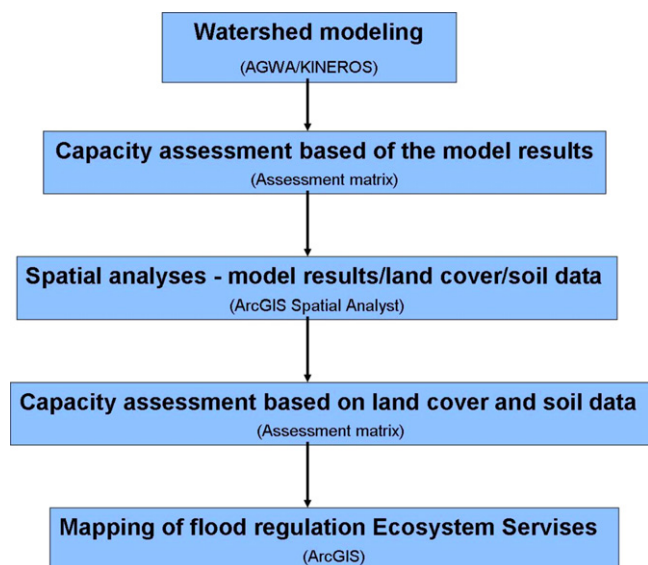 Watershed modeling
(AGWA/KINEROS)
Capacity assessment based of the model results
(Assessment matrix)
Spatial analyses - model results/land cover/soil data
(ArcGIS Spatial Analyst)
Capacity assessment based on land cover and soil data
(Assessment matrix)
Mapping of flood regulation Ecosystem Servises
(ArcGIS)